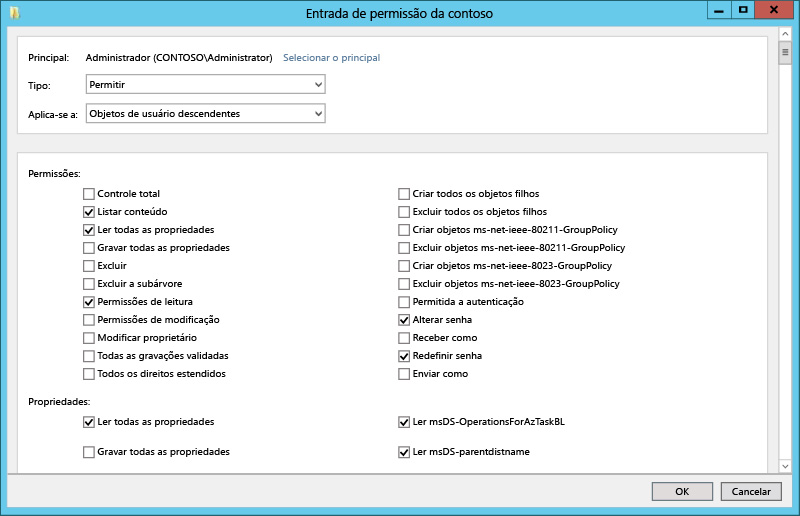 Entrada de permissão da contoso
Principal: Administrador (CONTOSO\Administrator) Selecionar o principal
Tipo: Permitir
Aplica-se a: Objetos de usuário descendentes
Permissões:
Controle total Criar todos os objetos filhos
Listar conteúdo Excluir todos os objetos filhos
Ler todas as propriedades Criar objetos ms-net-ieee-80211-GroupPolicy
Gravar todas as propriedades Excluir objetos ms-net-ieee-80211-GroupPolicy
Excluir Criar objetos ms-net-ieee-8023-GroupPolicy
Excluir a subárvore Excluir objetos ms-net-ieee-8023-GroupPolicy
Permissões de leitura Permitida a autenticação
Permissões de modificação Alterar senha
Modificar proprietário Receber como
Todas as gravações validadas Redefinir senha
Todos os direitos estendidos Enviar como
Propriedades:
Ler todas as propriedades Ler msDS-OperationsForAzTaskBL
Gravar todas as propriedades Ler msDS-parentdistname
OK Cancelar